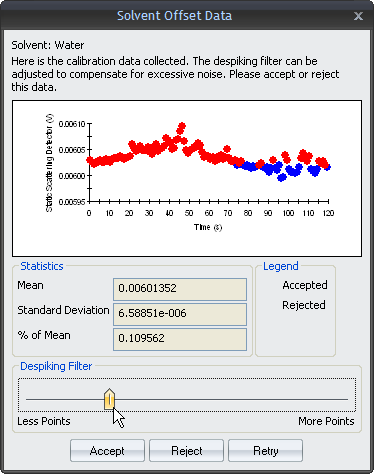 Solvent Offset Data
Solvent: Water
Here is the calibration data collected. The despiking filter can be
adjusted to compensate for excessive noise. Please accept or reject
this data.
Static Scattering Detector (V)
0.00610
0.00605
0.00600
0.00595
0 10 20 30 40 50 60 70 80 90 100 110 120
Time (s)
Statistics
Mean 0.00601352
Standard Deviation 6.58851e-006
% of Mean 0.109562
Legend
Accepted
Rejected
Despiking Filter
Less Points More Points
Accept Reject Retry